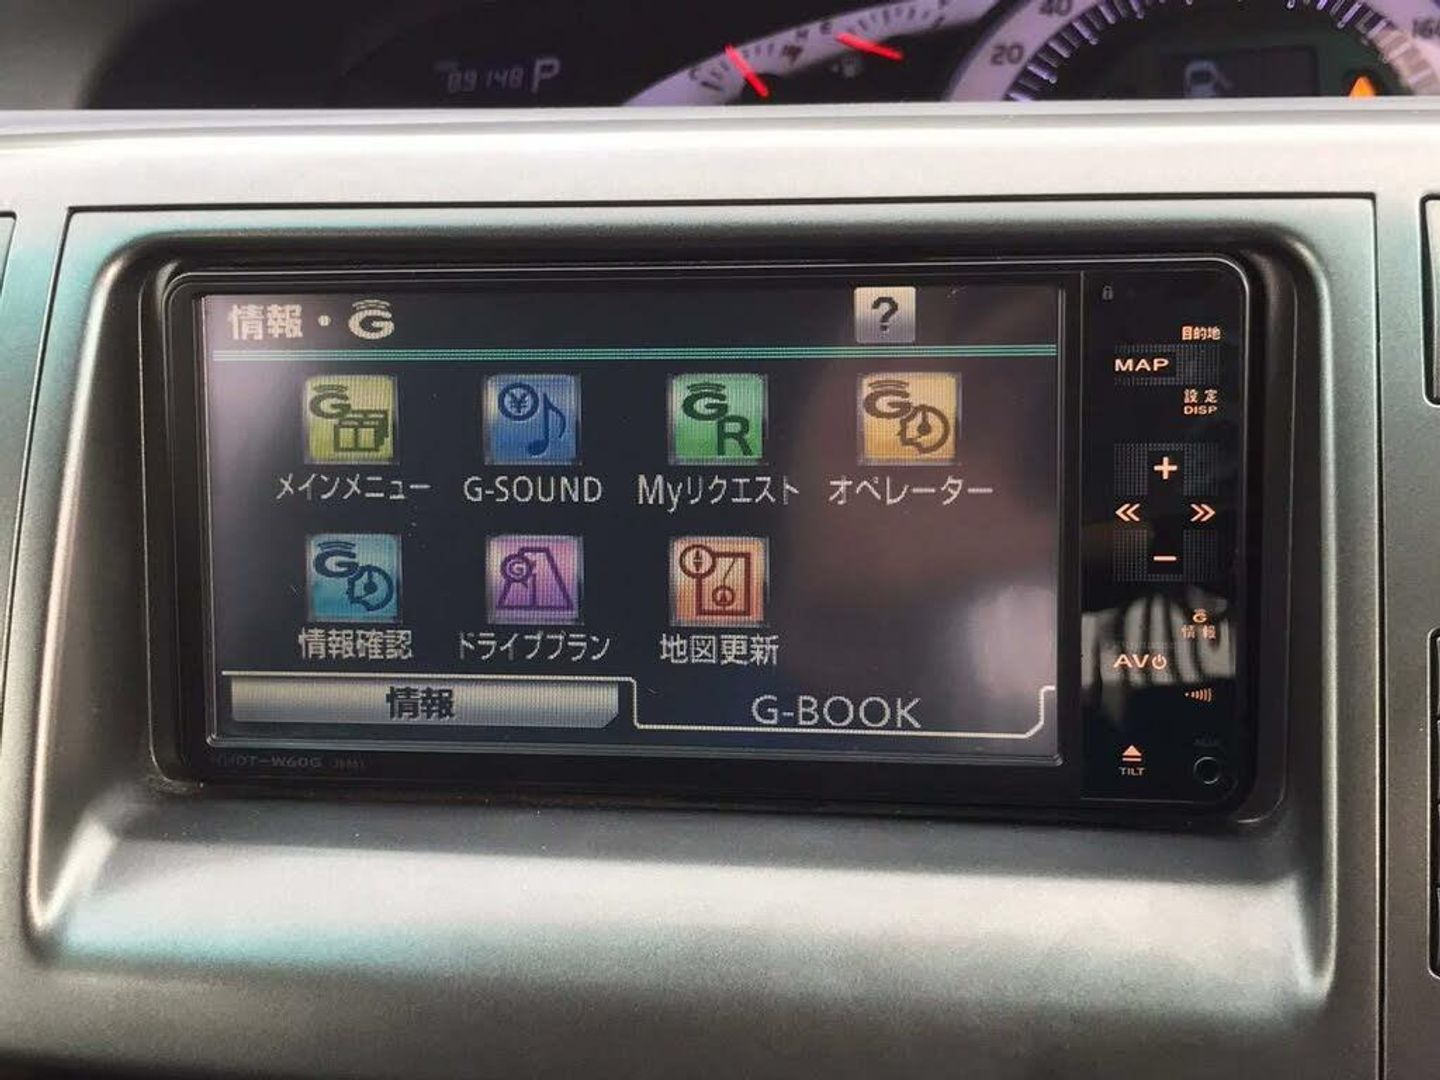 89148 P
20
40
160
情報・G
?
メインメニュー
G-SOUND
Myリクエスト
オペレーター
情報確認
ドライブプラン
地図更新
情報
G-BOOK
目的地
MAP
設定
DISP
+
−
情報
AV
TILT